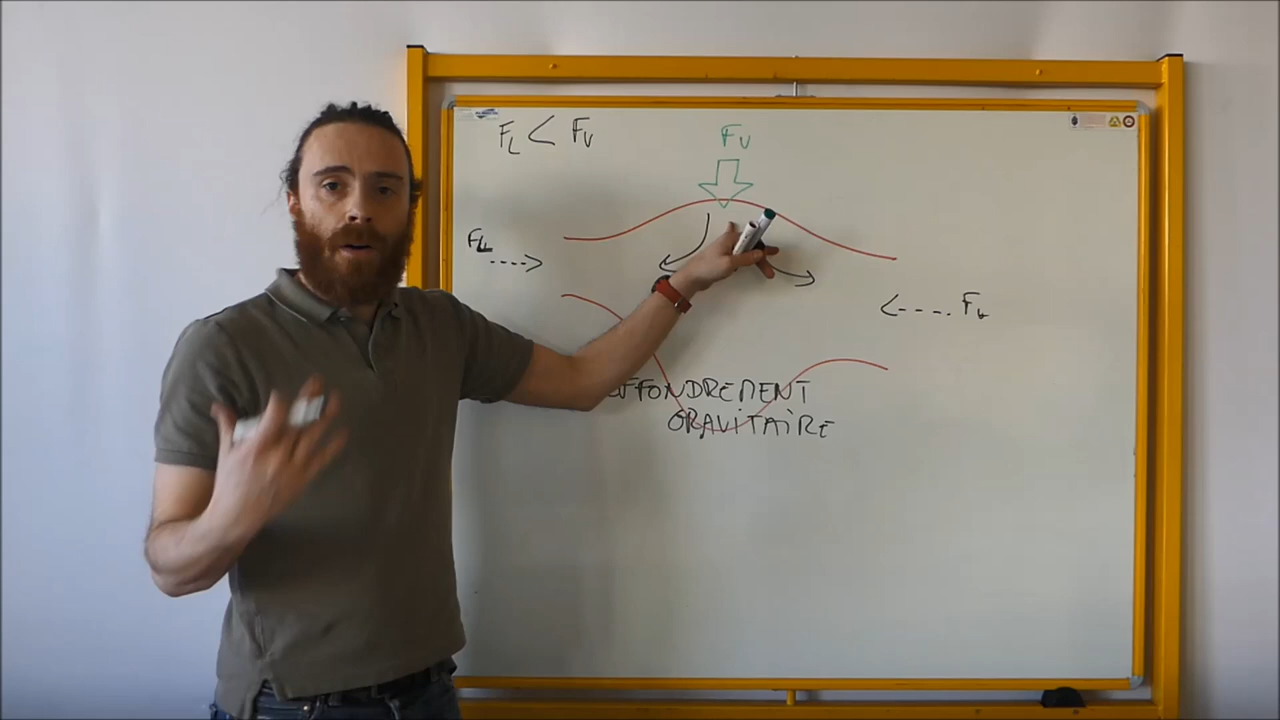 FL < Fv
Fv
FL
FL
EFFONDREMENT
GRAVITAIRE